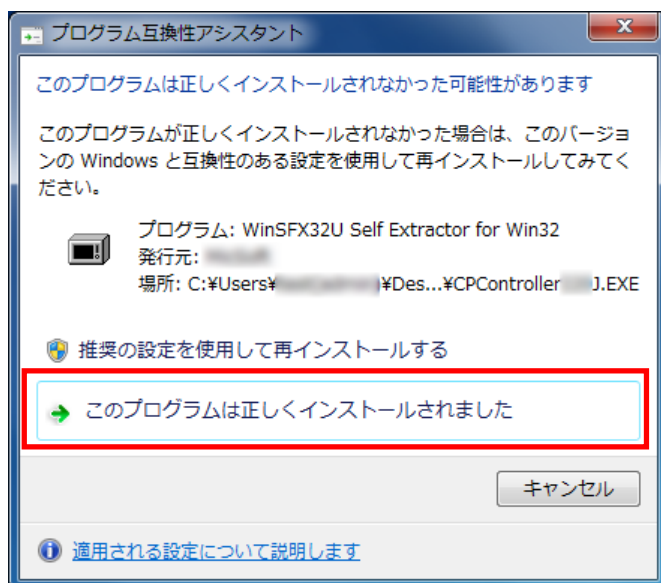 プログラム互換性アシスタント
このプログラムは正しくインストールされなかった可能性があります
このプログラムが正しくインストールされなかった場合は、このバージョ
ンの Windows と互換性のある設定を使用して再インストールしてみてく
ださい。
プログラム: WinSFX32U Self Extractor for Win32
発行元:
場所: C:¥Users¥ ¥Des...¥CPController J.EXE
推奨の設定を使用して再インストールする
このプログラムは正しくインストールされました
キャンセル
適用される設定について説明します